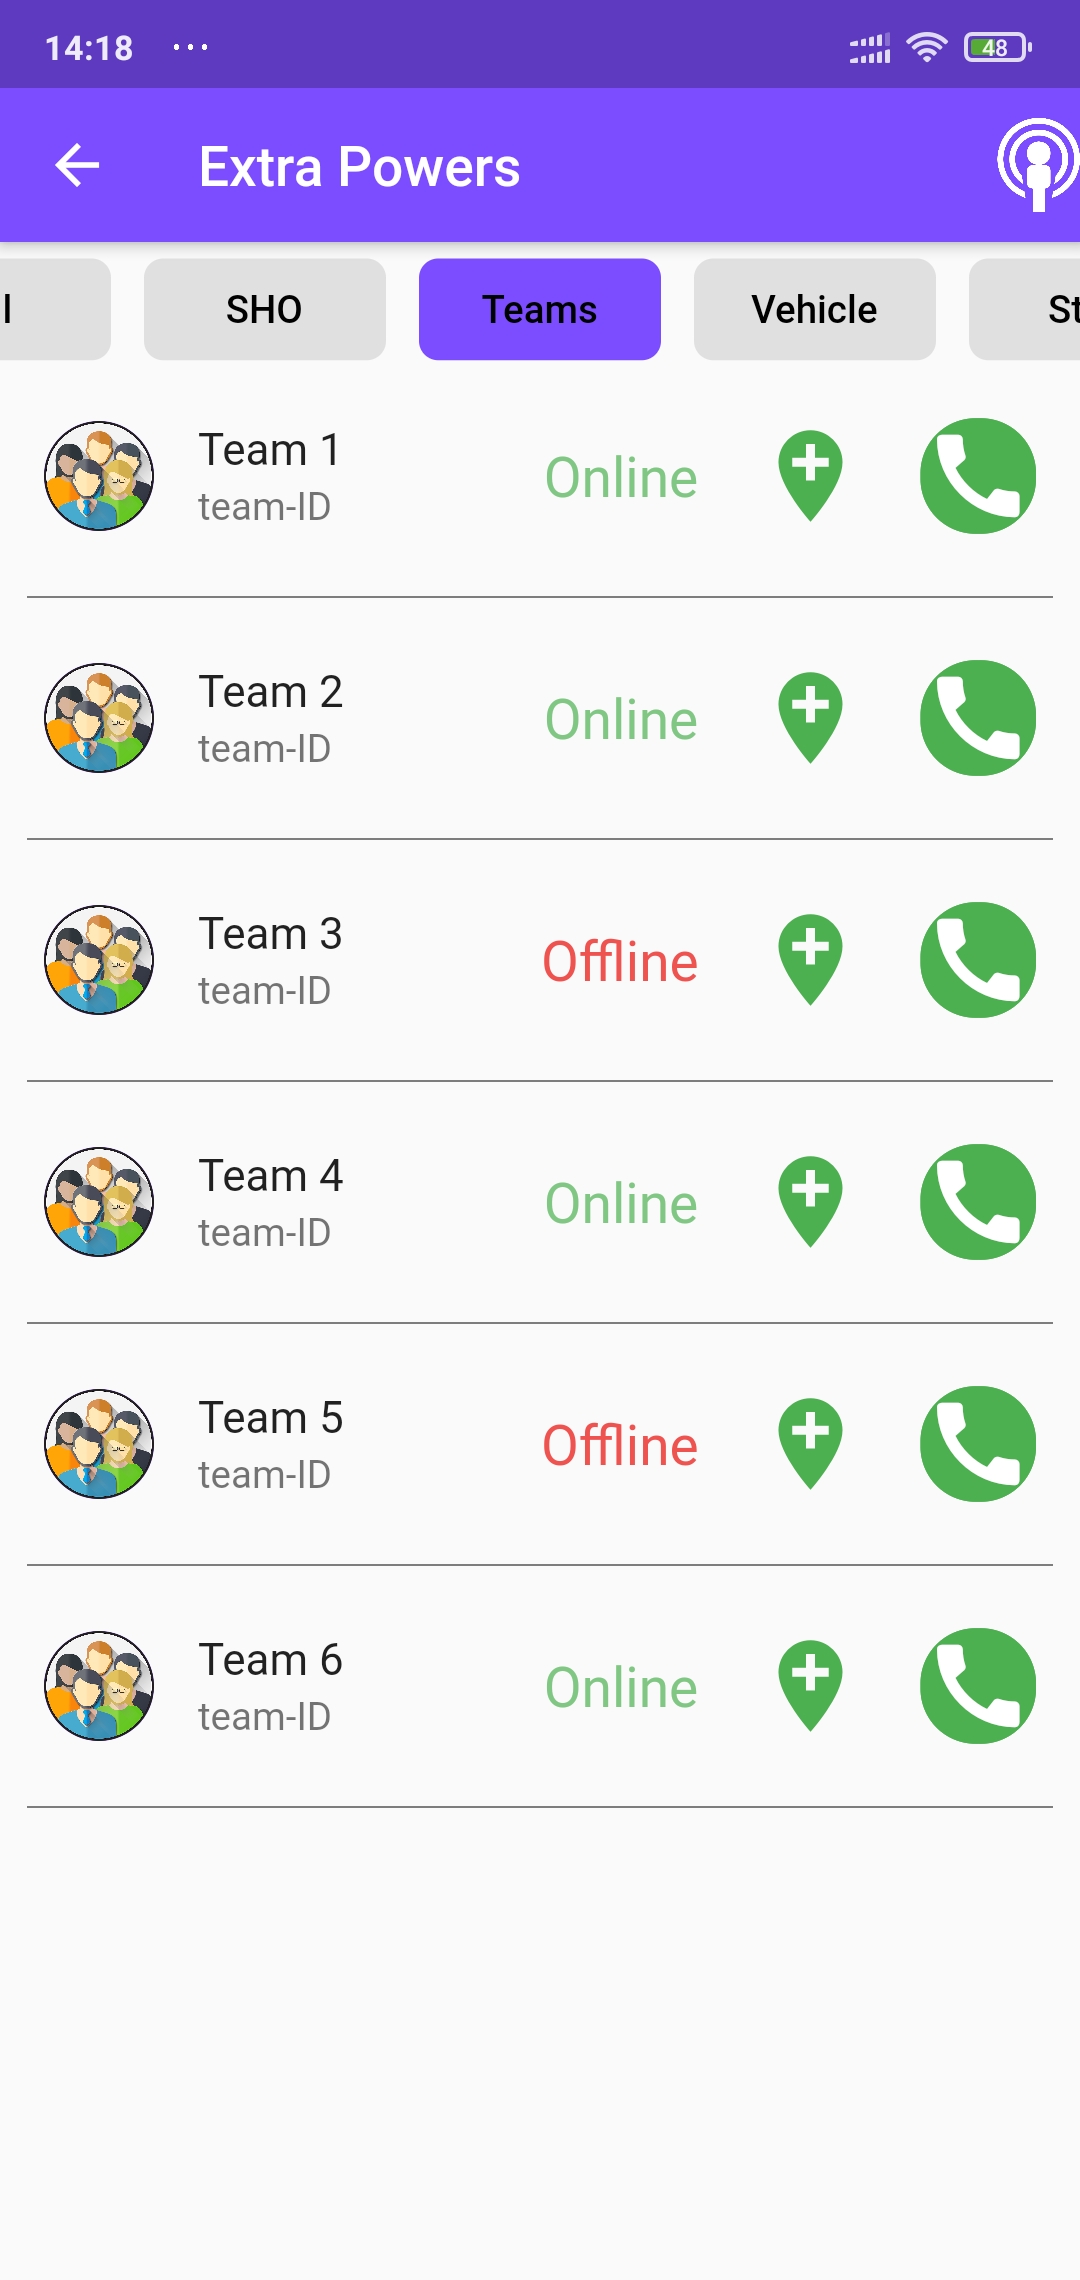 14:18 ...
48
Extra Powers
l SHO Teams Vehicle St
Team 1
team-ID
Online
Team 2
team-ID
Online
Team 3
team-ID
Offline
Team 4
team-ID
Online
Team 5
team-ID
Offline
Team 6
team-ID
Online